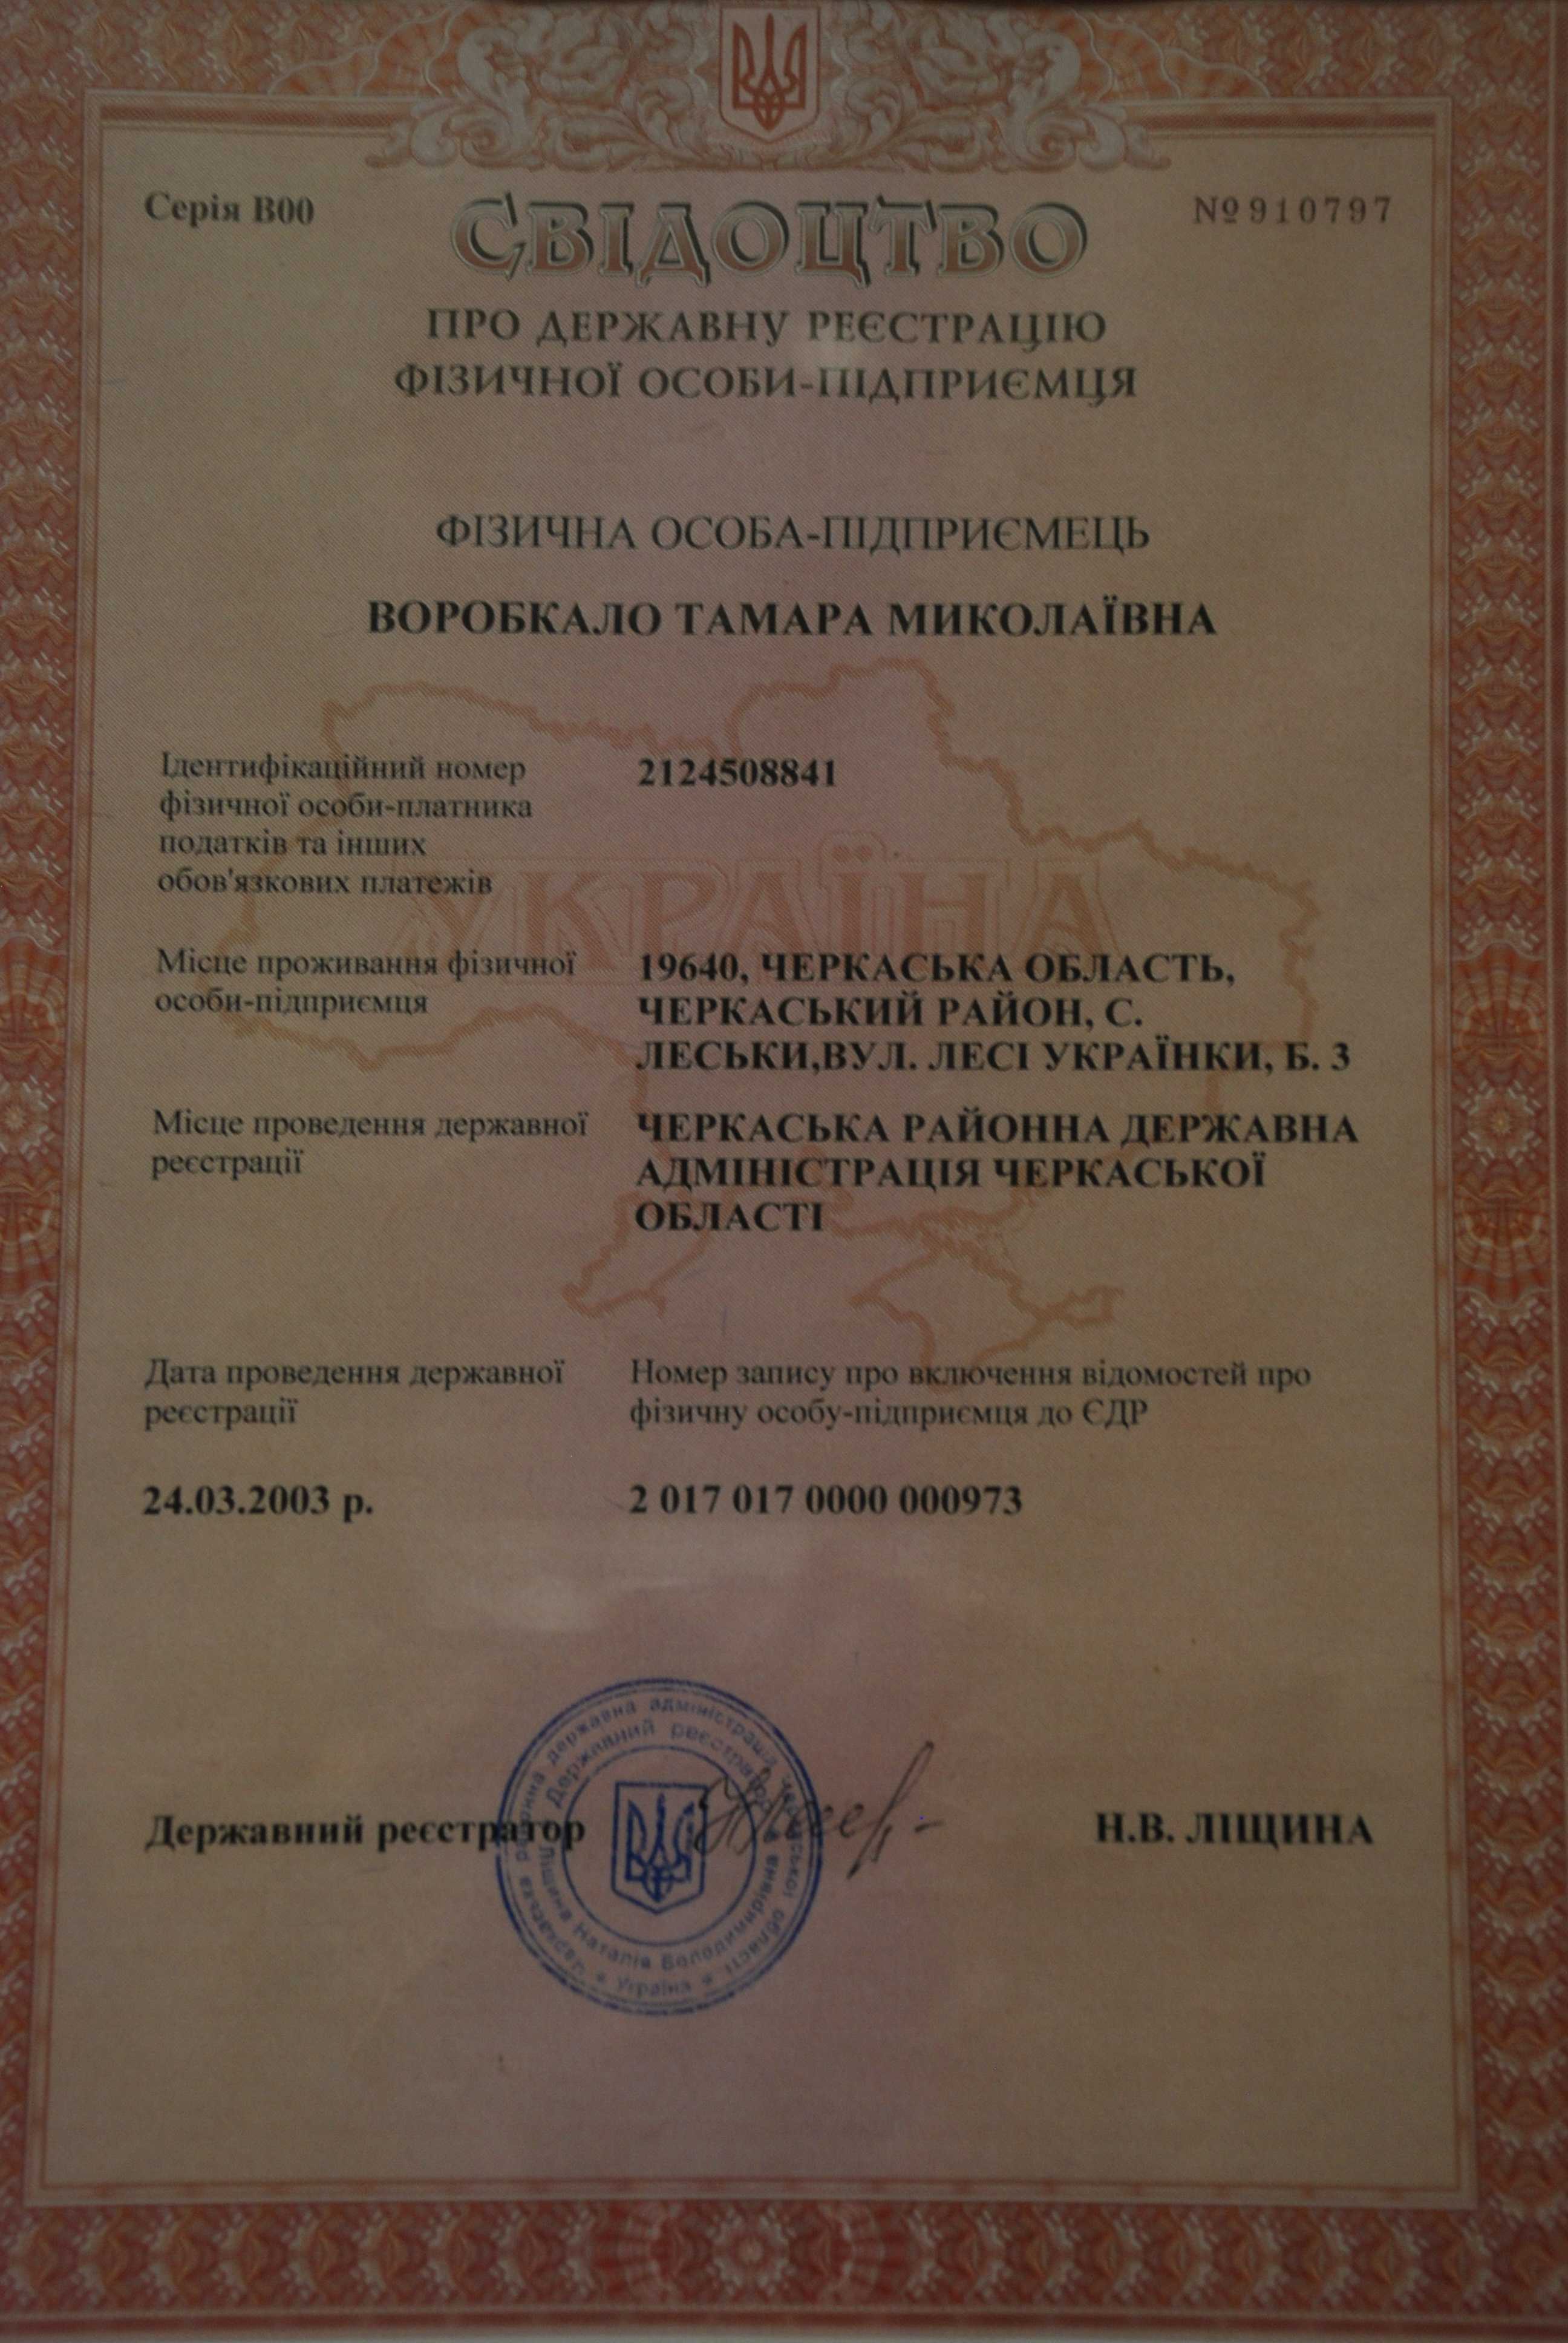 Серія В00
СВІДОЦТВО
№910797
ПРО ДЕРЖАВНУ РЕЄСТРАЦІЮ
ФІЗИЧНОЇ ОСОБИ-ПІДПРИЄМЦЯ
ФІЗИЧНА ОСОБА-ПІДПРИЄМЕЦЬ
ВОРОБКАЛО ТАМАРА МИКОЛАЇВНА
Ідентифікаційний номер
фізичної особи-платника
податків та інших
обов'язкових платежів
2124508841
УКРАЇНА
Місце проживання фізичної
особи-підприємця
19640, ЧЕРКАСЬКА ОБЛАСТЬ,
ЧЕРКАСЬКИЙ РАЙОН, С.
ЛЕСЬКИ,ВУЛ. ЛЕСІ УКРАЇНКИ, Б. 3
Місце проведення державної
реєстрації
ЧЕРКАСЬКА РАЙОННА ДЕРЖАВНА
АДМІНІСТРАЦІЯ ЧЕРКАСЬКОЇ
ОБЛАСТІ
Дата проведення державної
реєстрації
Номер запису про включення відомостей про
фізичну особу-підприємця до ЄДР
24.03.2003 р.
2 017 017 0000 000973
Державний реєстратор
Н.В. ЛІЩИНА
Черкаська районна державна адміністрація Черкаської області
Україна
Державний реєстратор
Ліщина Наталія Володимирівна